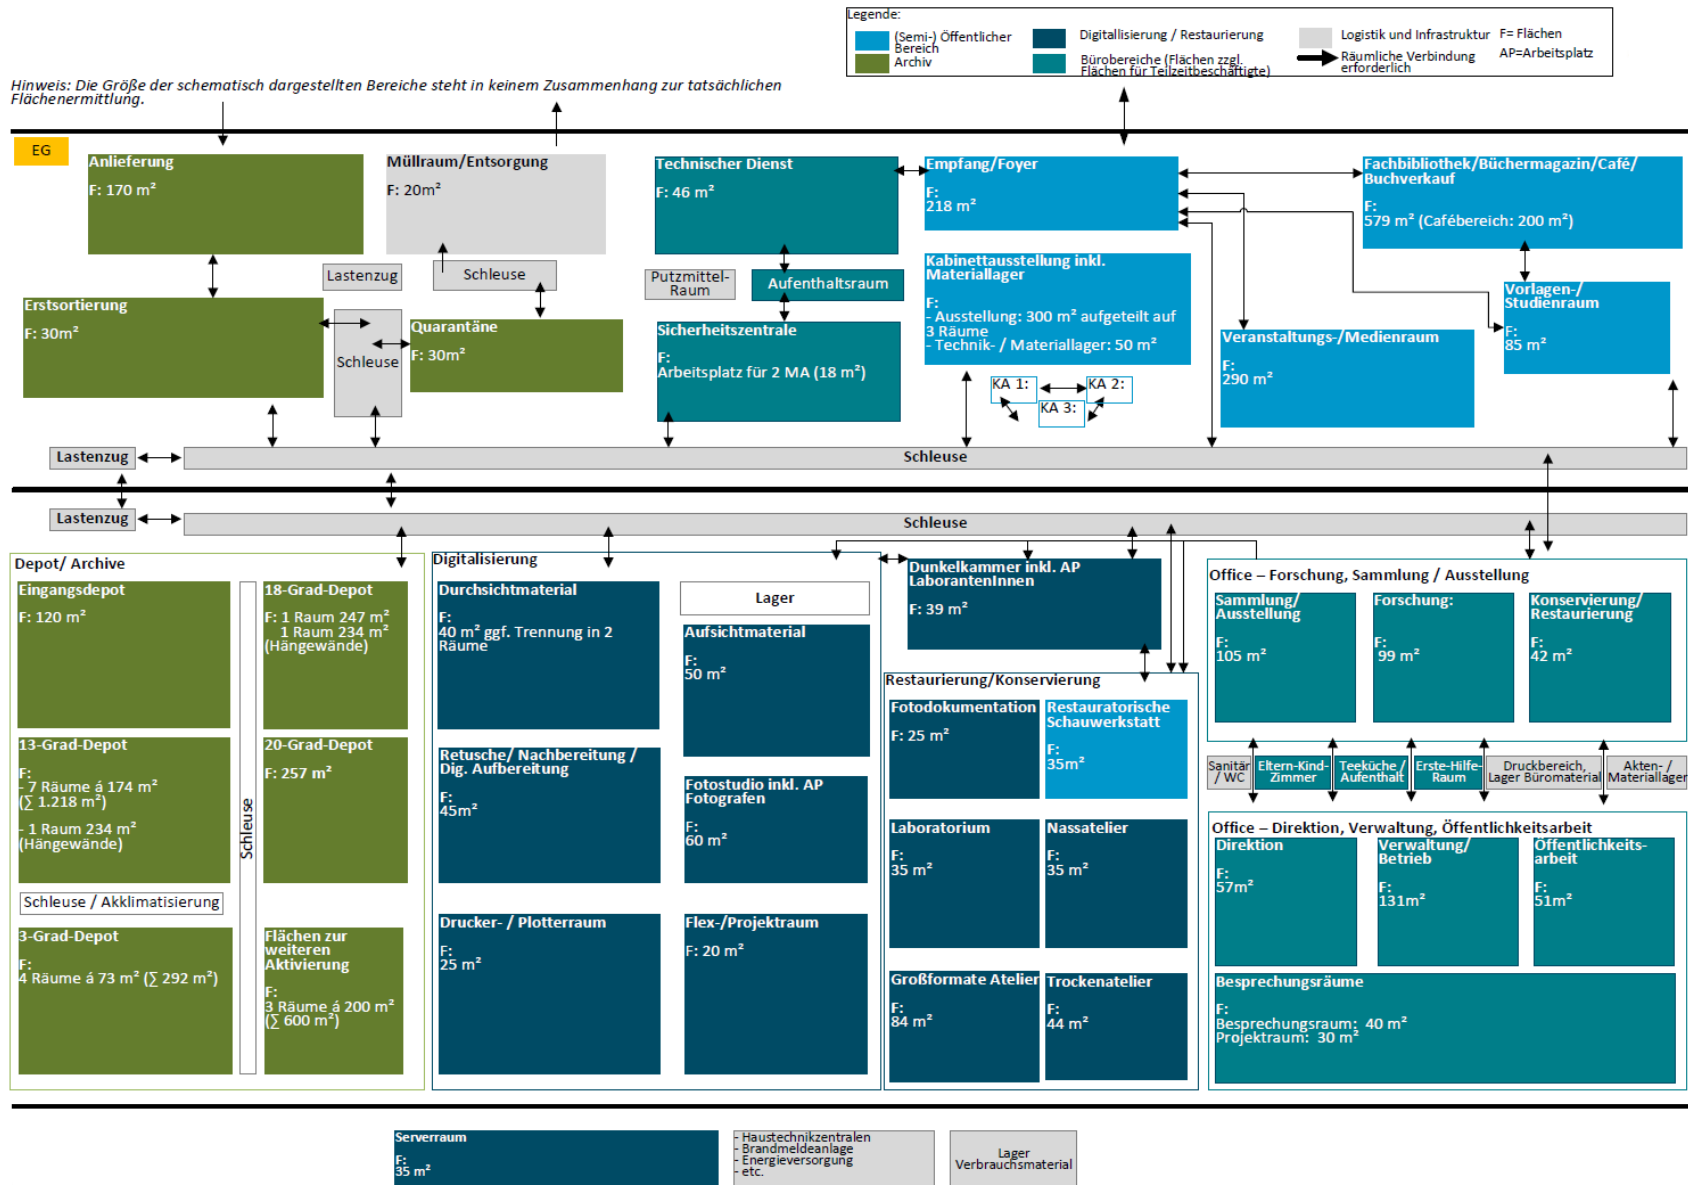 Legende:
(Semi-) Öffentlicher
Bereich
Archiv
Digitallisierung / Restaurierung
Bürobereiche (Flächen zzgl.
Flächen für Teilzeitbeschäftigte)
Logistik und Infrastruktur
Räumliche Verbindung
erforderlich
F= Flächen
AP=Arbeitsplatz
Hinweis: Die Größe der schematisch dargestellten Bereiche steht in keinem Zusammenhang zur tatsächlichen
Flächenermittlung.
EG
Anlieferung
F: 170 m²
Müllraum/Entsorgung
F: 20m²
Technischer Dienst
F: 46 m²
Empfang/Foyer
F:
218 m²
Fachbibliothek/Büchermagazin/Café/
Buchverkauf
F:
579 m² (Cafébereich: 200 m²)
Lastenzug
Schleuse
Putzmittel-
Raum
Aufenthaltsraum
Kabinettausstellung inkl.
Materiallager
F:
- Ausstellung: 300 m² aufgeteilt auf
3 Räume
- Technik- / Materiallager: 50 m²
Vorlagen-/
Studienraum
F:
85 m²
Erstsortierung
F: 30m²
Schleuse
Quarantäne
F: 30m²
Sicherheitszentrale
F:
Arbeitsplatz für 2 MA (18 m²)
Veranstaltungs-/Medienraum
F:
290 m²
KA 1:
KA 2:
KA 3:
Lastenzug
Schleuse
Lastenzug
Schleuse
Depot/ Archive
Eingangsdepot
F: 120 m²
18-Grad-Depot
F: 1 Raum 247 m²
1 Raum 234 m²
(Hängewände)
13-Grad-Depot
F:
- 7 Räume á 174 m²
(∑ 1.218 m²)
- 1 Raum 234 m²
(Hängewände)
20-Grad-Depot
F: 257 m²
Schleuse
Schleuse / Akklimatisierung
3-Grad-Depot
F:
4 Räume á 73 m² (∑ 292 m²)
Flächen zur
weiteren
Aktivierung
F:
3 Räume á 200 m²
(∑ 600 m²)
Digitalisierung
Durchsichtmaterial
F:
40 m² ggf. Trennung in 2
Räume
Lager
Aufsichtmaterial
F:
50 m²
Retusche/ Nachbereitung /
Dig. Aufbereitung
F:
45m²
Fotostudio inkl. AP
Fotografen
F:
60 m²
Drucker- / Plotterraum
F:
25 m²
Flex-/Projektraum
F: 20 m²
Dunkelkammer inkl. AP
LaborantenInnen
F: 39 m²
Restaurierung/Konservierung
Fotodokumentation
F: 25 m²
Restauratorische
Schauwerkstatt
F:
35m²
Laboratorium
F:
35 m²
Nassatelier
F:
35 m²
Großformate Atelier
F:
84 m²
Trockenatelier
F:
44 m²
Office – Forschung, Sammlung / Ausstellung
Sammlung/
Ausstellung
F:
105 m²
Forschung:
F:
99 m²
Konservierung/
Restaurierung
F:
42 m²
Sanitär
/ WC
Eltern-Kind-
Zimmer
Teeküche /
Aufenthalt
Erste-Hilfe-
Raum
Druckbereich,
Lager Büromaterial
Akten- /
Materiallager
Office – Direktion, Verwaltung, Öffentlichkeitsarbeit
Direktion
F:
57m²
Verwaltung/
Betrieb
F:
131m²
Öffentlichkeits-
arbeit
F:
51m²
Besprechungsräume
F:
Besprechungsraum: 40 m²
Projektraum: 30 m²
Serverraum
F:
35 m²
- Haustechnikzentralen
- Brandmeldeanlage
- Energieversorgung
- etc.
Lager
Verbrauchsmaterial